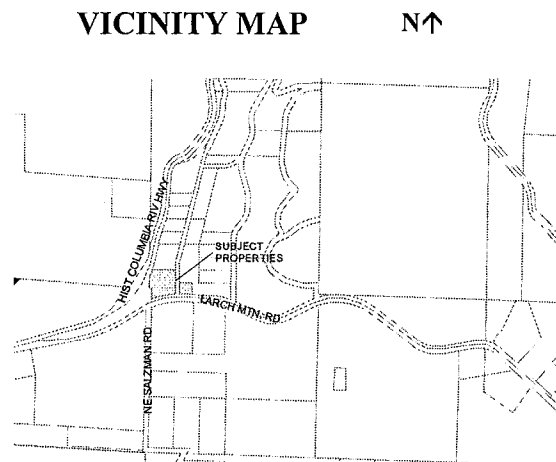 VICINITY MAP N↑
HIST COLUMBIA RIV HWY
SUBJECT
PROPERTIES
LARCH MTN. RD
NE SALZMAN RD